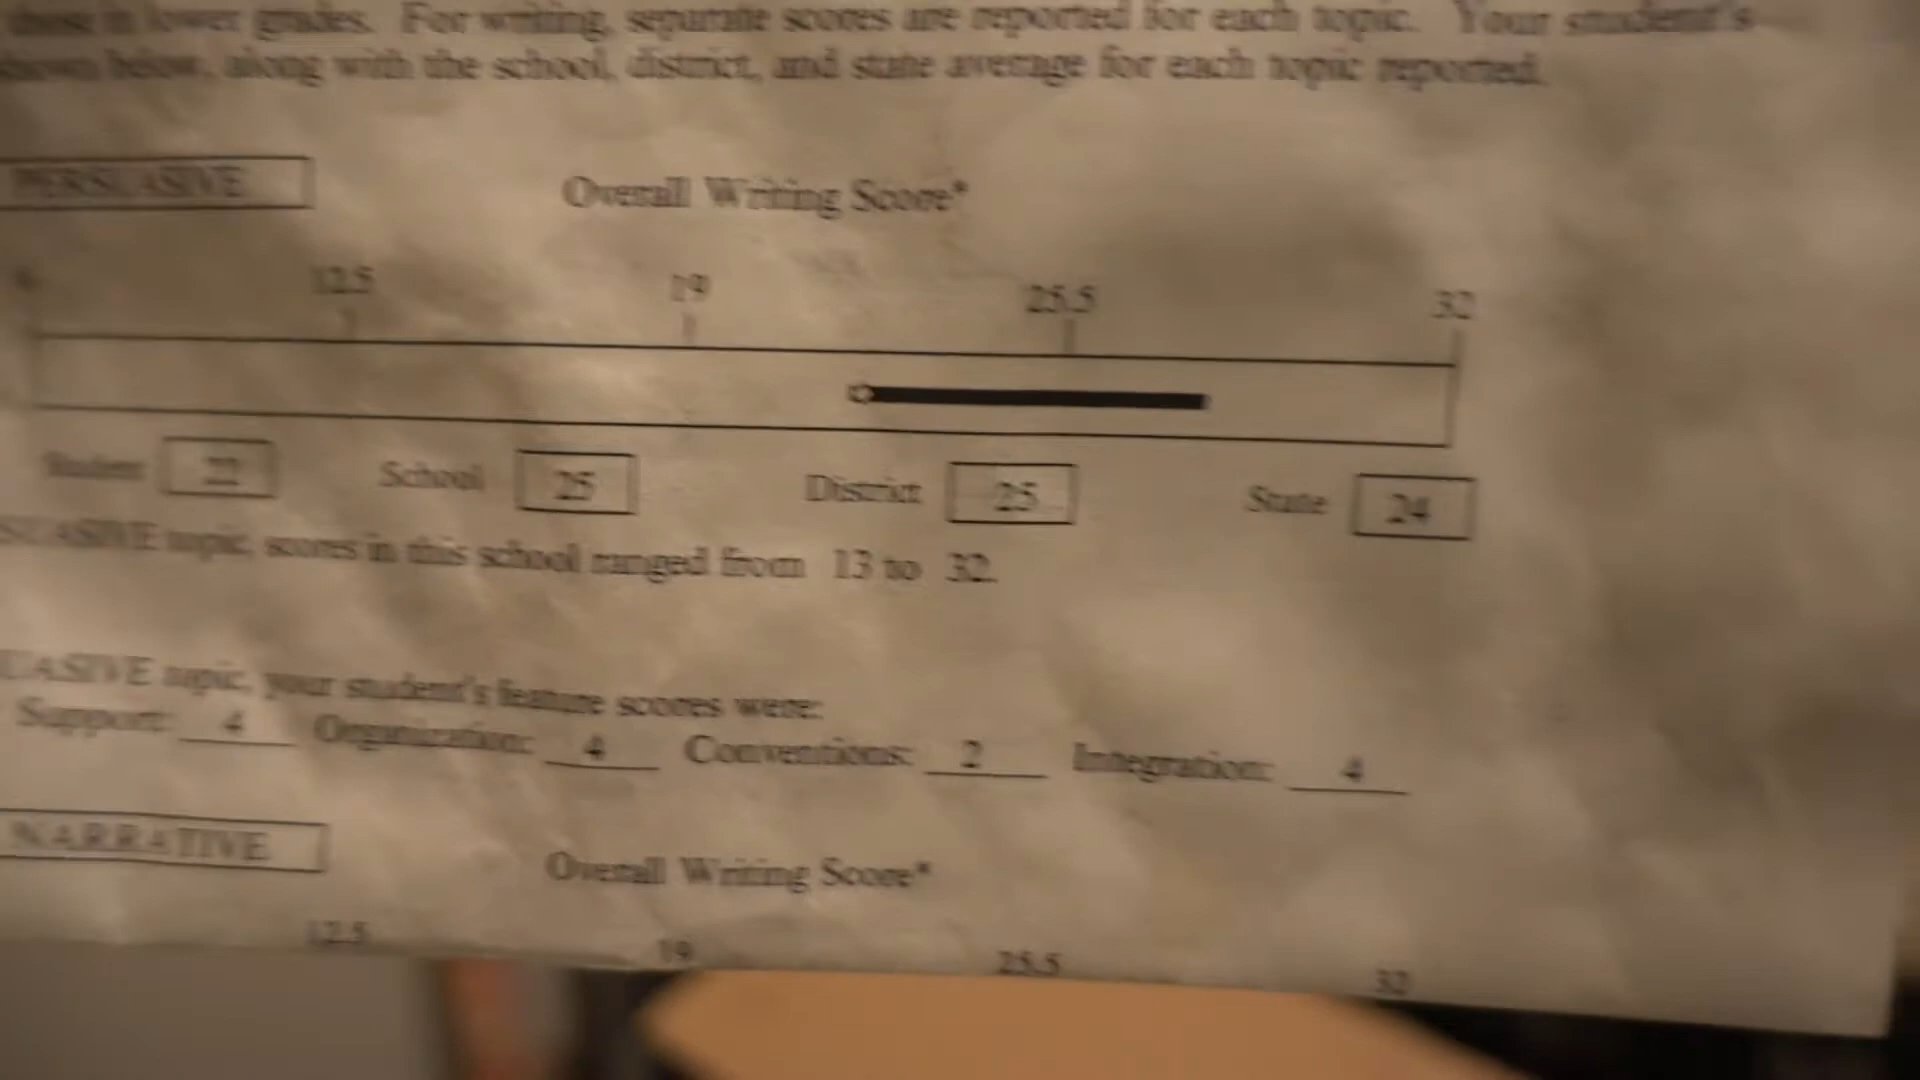 in lower grades. For writing, separate scores are reported for each topic. Your student's
below, along with the school, district, and state average for each topic reported.
PERSUASIVE
Overall Writing Score*
12.5 19 25.5 32
Student 22 School 25 District 25 State 24
SUASIVE topic scores in this school ranged from 13 to 32.
UASIVE topic, your student's feature scores were:
Support: 4 Organization: 4 Conventions: 2 Integration: 4
NARRATIVE
Overall Writing Score*
12.5 19 25.5 32